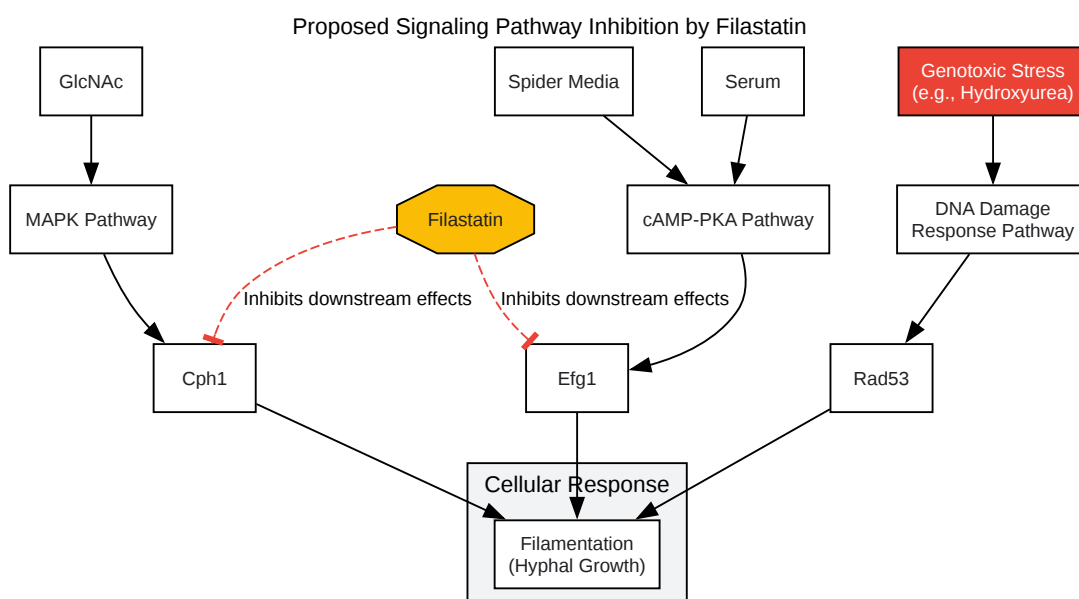 Proposed Signaling Pathway Inhibition by Filastatin
GlcNAc
Spider Media
Serum
Genotoxic Stress
(e.g., Hydroxyurea)
MAPK Pathway
Filastatin
cAMP-PKA Pathway
DNA Damage
Response Pathway
Inhibits downstream effects
Inhibits downstream effects
Cph1
Efg1
Rad53
Cellular Response
Filamentation
(Hyphal Growth)